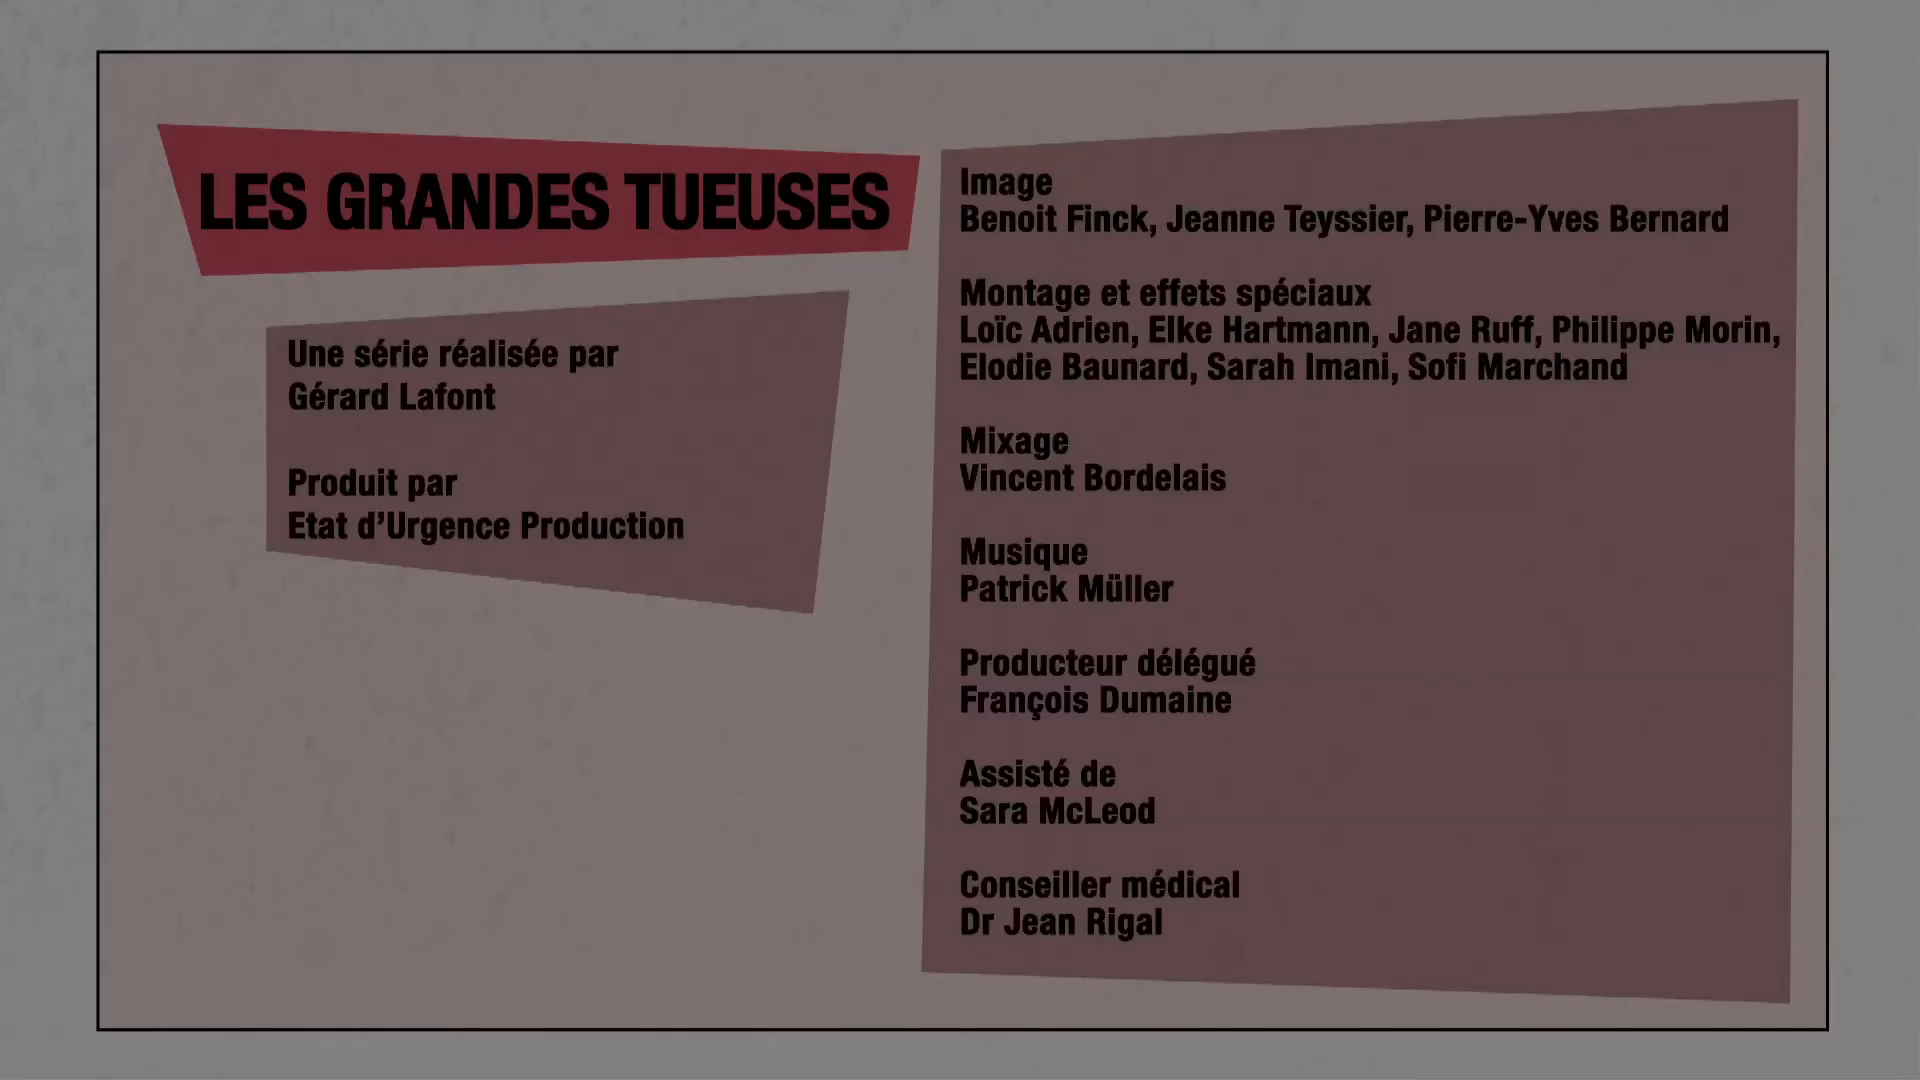 LES GRANDES TUEUSES
Une série réalisée par
Gérard Lafont
Produit par
Etat d’Urgence Production
Image
Benoit Finck, Jeanne Teyssier, Pierre-Yves Bernard
Montage et effets spéciaux
Loïc Adrien, Elke Hartmann, Jane Ruff, Philippe Morin,
Elodie Baunard, Sarah Imani, Sofi Marchand
Mixage
Vincent Bordelais
Musique
Patrick Müller
Producteur délégué
François Dumaine
Assisté de
Sara McLeod
Conseiller médical
Dr Jean Rigal